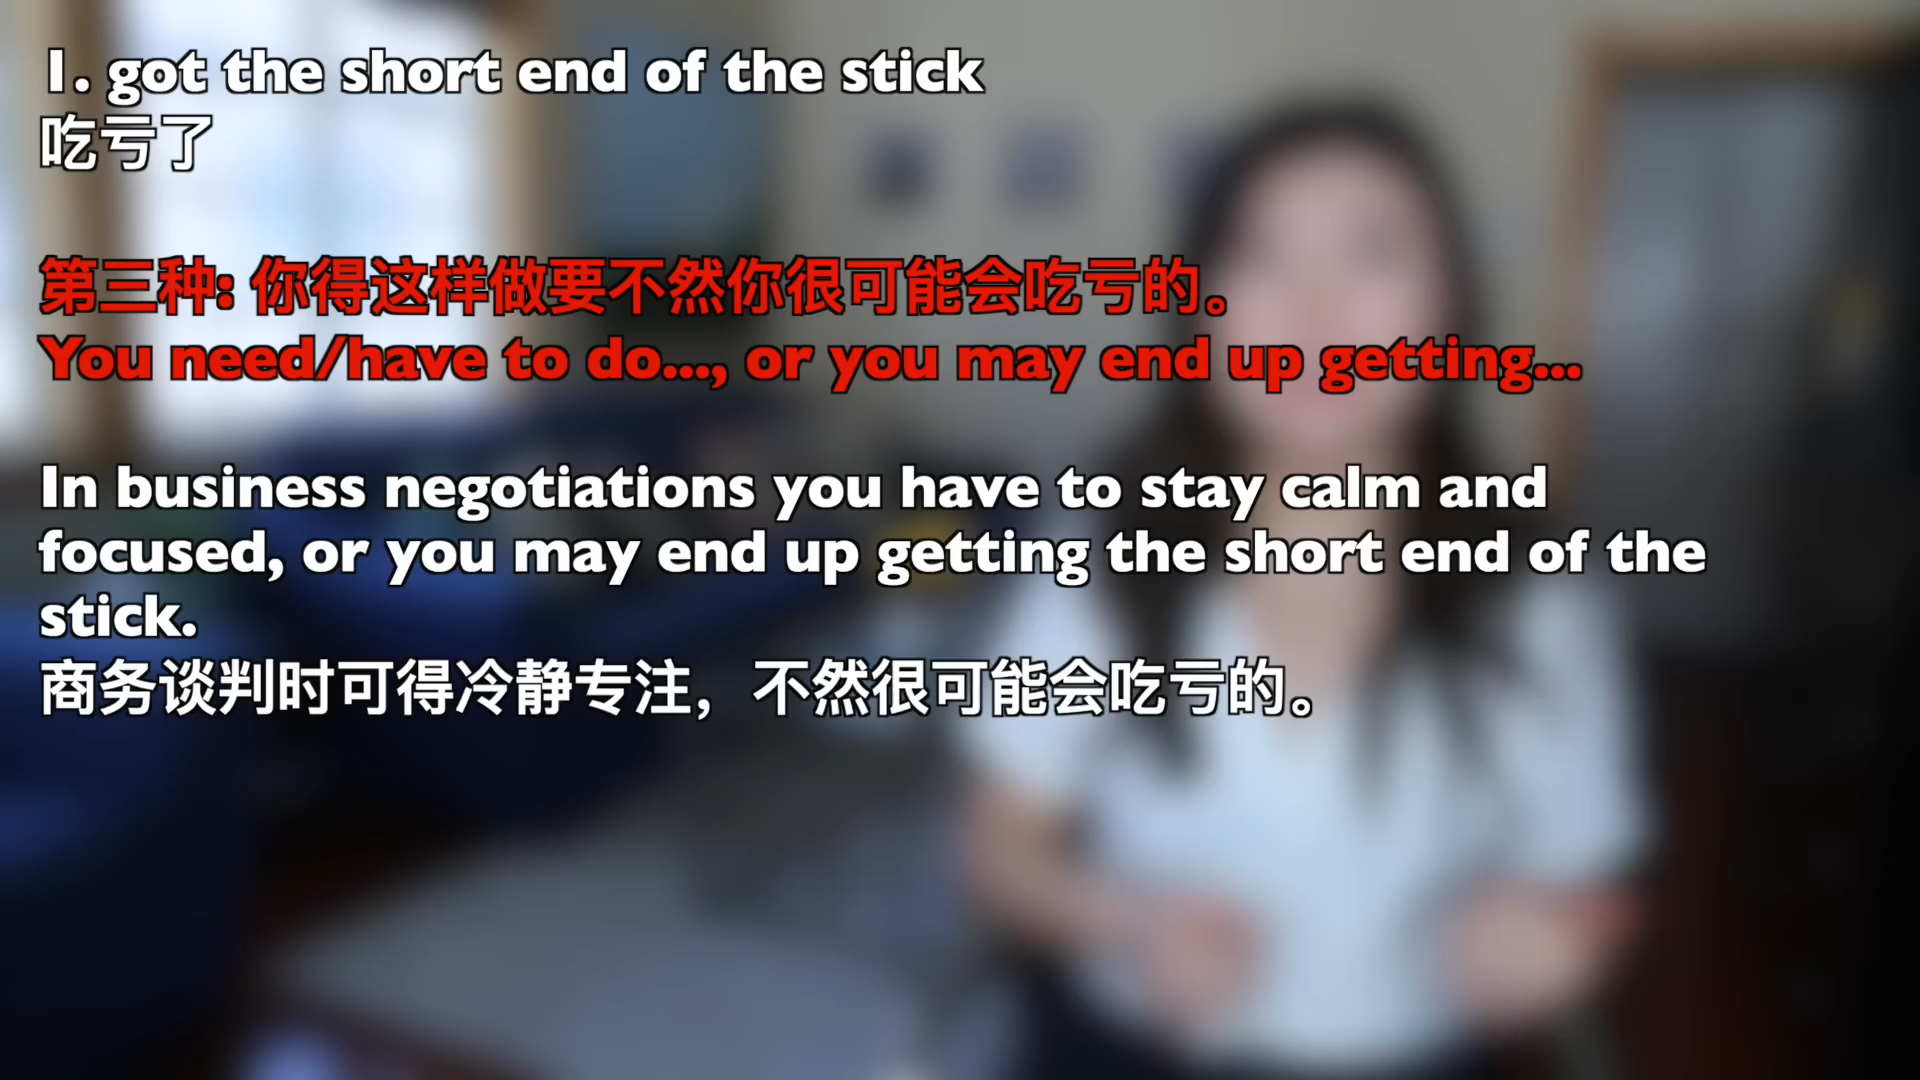 1. got the short end of the stick
吃亏了
第三种: 你得这样做要不然你很可能会吃亏的。
You need/have to do..., or you may end up getting...
In business negotiations you have to stay calm and
focused, or you may end up getting the short end of the
stick.
商务谈判时可得冷静专注，不然很可能会吃亏的。